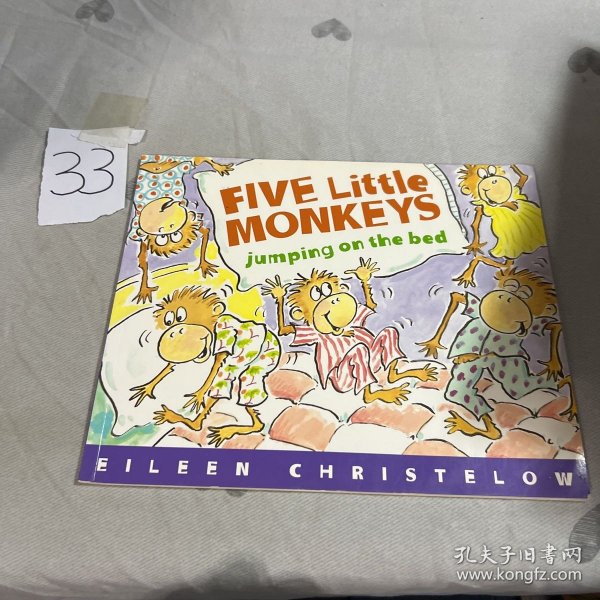 33
FIVE Little
MONKEYS
jumping on the bed
EILEEN CHRISTELOW
孔夫子旧书网
www.kongfz.com